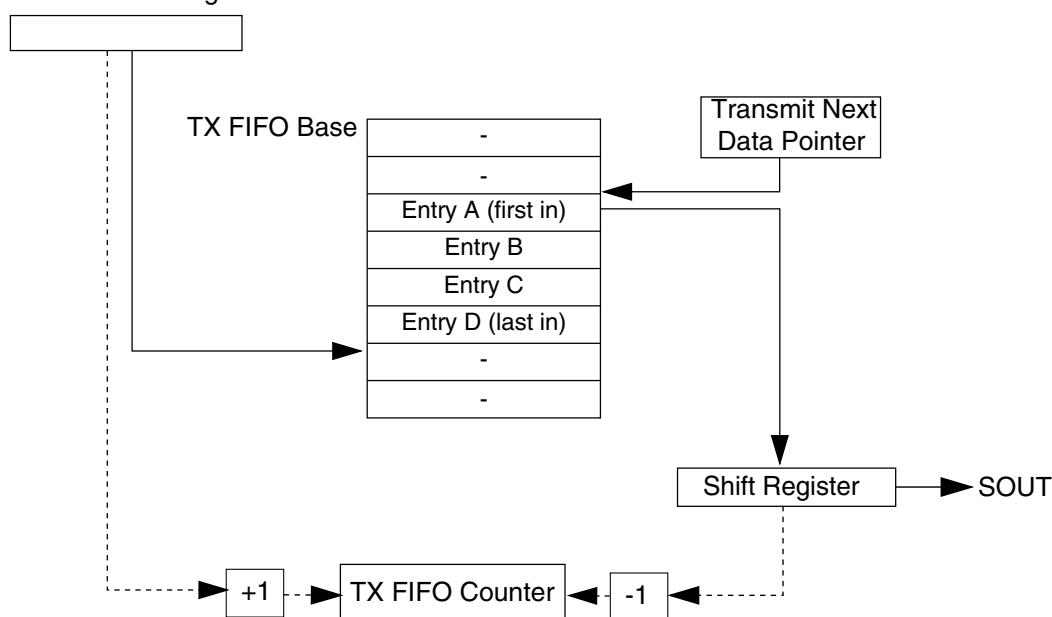 TX FIFO Base
-
-
Entry A (first in)
Entry B
Entry C
Entry D (last in)
-
-
Transmit Next
Data Pointer
Shift Register
SOUT
+1
TX FIFO Counter
-1